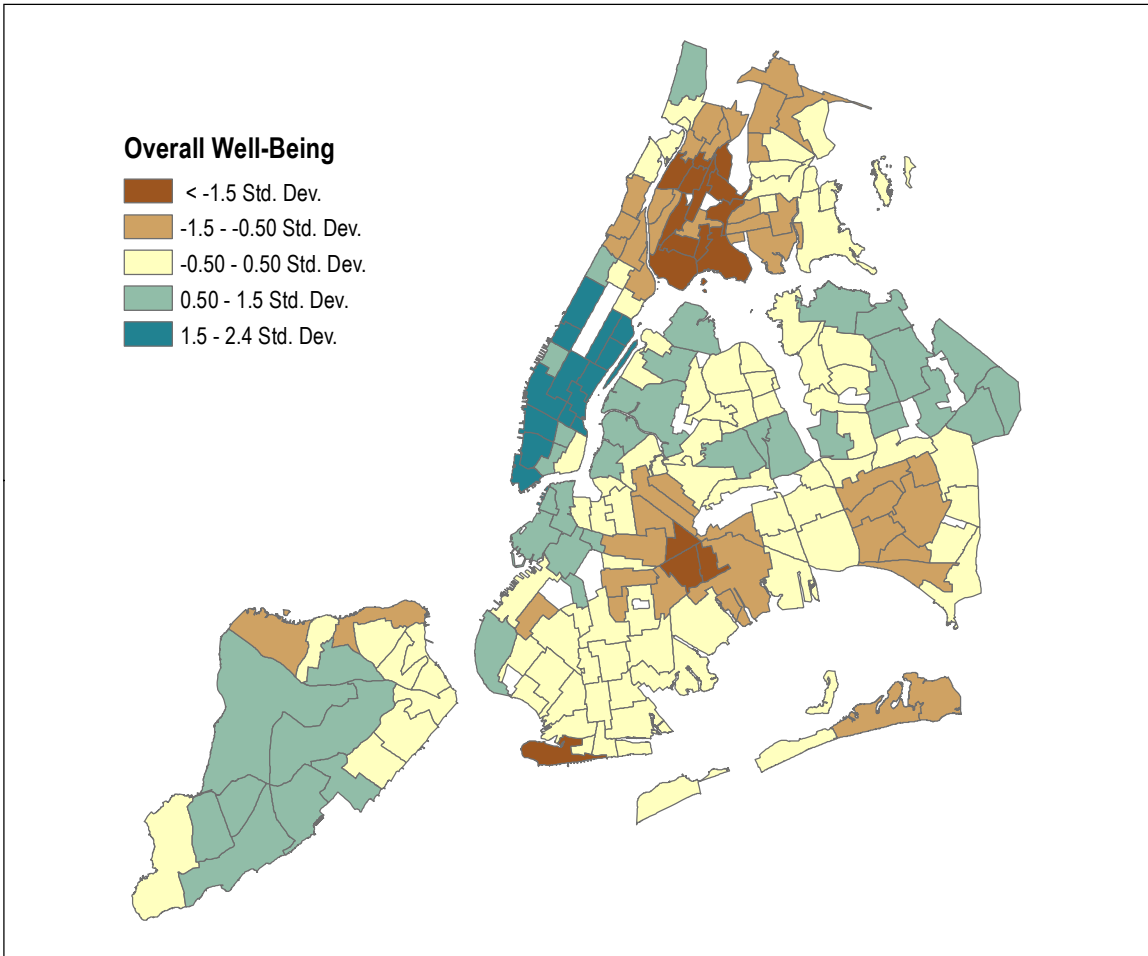 Overall Well-Being
< -1.5 Std. Dev.
-1.5 - -0.50 Std. Dev.
-0.50 - 0.50 Std. Dev.
0.50 - 1.5 Std. Dev.
1.5 - 2.4 Std. Dev.